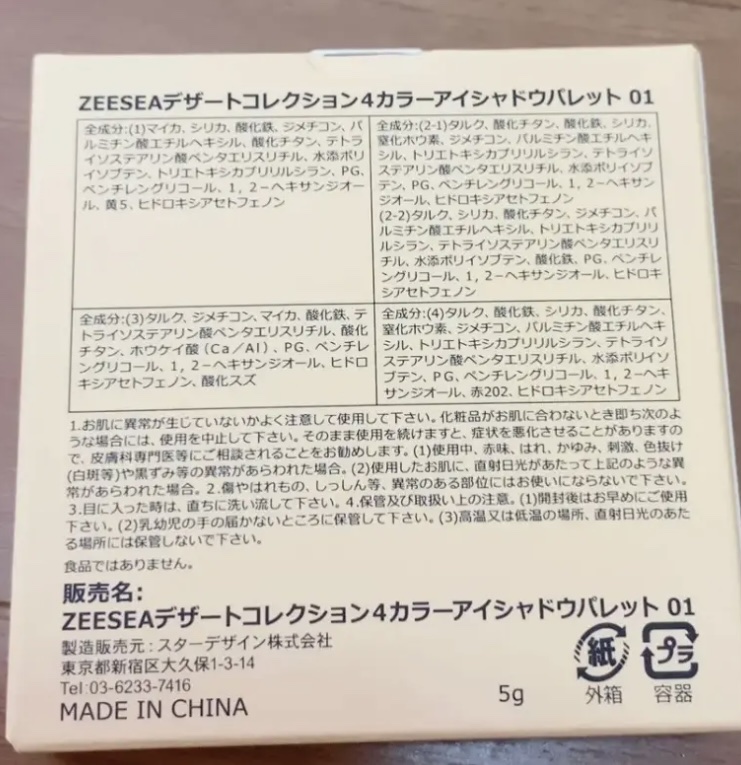 ZEESEAデザートコレクション4カラーアイシャドウパレット 01
全成分:(1)マイカ、シリカ、酸化鉄、ジメチコン、パ
ルミチン酸エチルヘキシル、酸化チタン、テトラ
イソステアリン酸ペンタエリスリチル、水添ポリ
イソブテン、トリエトキシカプリリルシラン、PG、
ペンチレングリコール、1, 2-ヘキサンジオー
ル、黄5、ヒドロキシアセトフェノン
全成分:(2-1)タルク、酸化チタン、酸化鉄、シリカ、
窒化ホウ素、ジメチコン、パルミチン酸エチルヘキ
シル、トリエトキシカプリリルシラン、テトライソ
ステアリン酸ペンタエリスリチル、水添ポリイソブ
テン、PG、ペンチレングリコール、1, 2-ヘキサン
ジオール、ヒドロキシアセトフェノン
(2-2)タルク、シリカ、酸化チタン、ジメチコン、パ
ルミチン酸エチルヘキシル、トリエトキシカプリリ
ルシラン、テトライソステアリン酸ペンタエリスリ
チル、水添ポリイソブテン、酸化鉄、PG、ペンチレ
ングリコール、1, 2-ヘキサンジオール、ヒドロキ
シアセトフェノン
全成分:(3)タルク、ジメチコン、マイカ、酸化鉄、テ
トライソステアリン酸ペンタエリスリチル、酸化
チタン、ホウケイ酸(Ca/Al)、PG、ペンチレ
ングリコール、1, 2-ヘキサンジオール、ヒドロ
キシアセトフェノン、酸化スズ
全成分:(4)タルク、酸化鉄、シリカ、酸化チタン、
窒化ホウ素、ジメチコン、パルミチン酸エチルヘキ
シル、トリエトキシカプリリルシラン、テトライソ
ステアリン酸ペンタエリスリチル、水添ポリイソ
ブテン、PG、ペンチレングリコール、1, 2-ヘキ
サンジオール、赤202、ヒドロキシアセトフェノン
1.お肌に異常が生じていないかよく注意して使用して下さい。化粧品がお肌に合わないとき即ち次のよ
うな場合には、使用を中止して下さい。そのまま使用を続けますと、症状を悪化させることがありますの
で、皮膚科専門医等にご相談されることをお勧めします。(1)使用中、赤味、はれ、かゆみ、刺激、色抜け
(白斑等)や黒ずみ等の異常があらわれた場合。(2)使用したお肌に、直射日光があたって上記のような異
常があらわれた場合。2.傷やはれもの、しっしん等、異常のある部位にはお使いにならないで下さい。
3.目に入った時は、直ちに洗い流して下さい。4.保管及び取扱い上の注意。(1)開封後はお早めにご使用
下さい。(2)乳幼児の手の届かないところに保管して下さい。(3)高温又は低温の場所、直射日光のあた
る場所には保管しないで下さい。
食品ではありません。
販売名:
ZEESEAデザートコレクション4カラーアイシャドウパレット 01
製造販売元:スターデザイン株式会社
東京都新宿区大久保1-3-14
Tel:03-6233-7416
MADE IN CHINA
5g
紙
外箱
プラ
容器